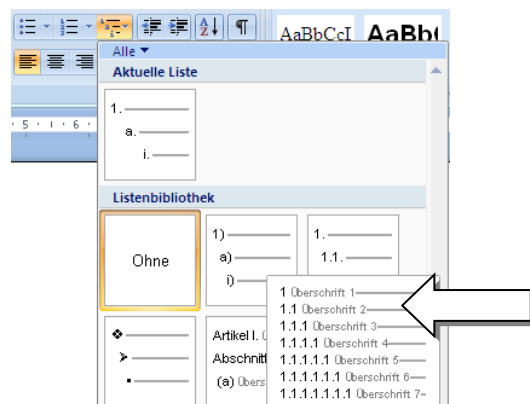 AaBbCcI AaBb
Alle
Aktuelle Liste
· 5 · ı · 6 ·
1.
a.
i.
Listenbibliothek
Ohne
1)
a)
i)
1.
1.1.
1 Überschrift 1
1.1 Überschrift 2
1.1.1 Überschrift 3
1.1.1.1 Überschrift 4
1.1.1.1.1 Überschrift 5
1.1.1.1.1.1 Überschrift 6
1.1.1.1.1.1.1 Überschrift 7
Artikel I.
Abschnitt
(a) Übers